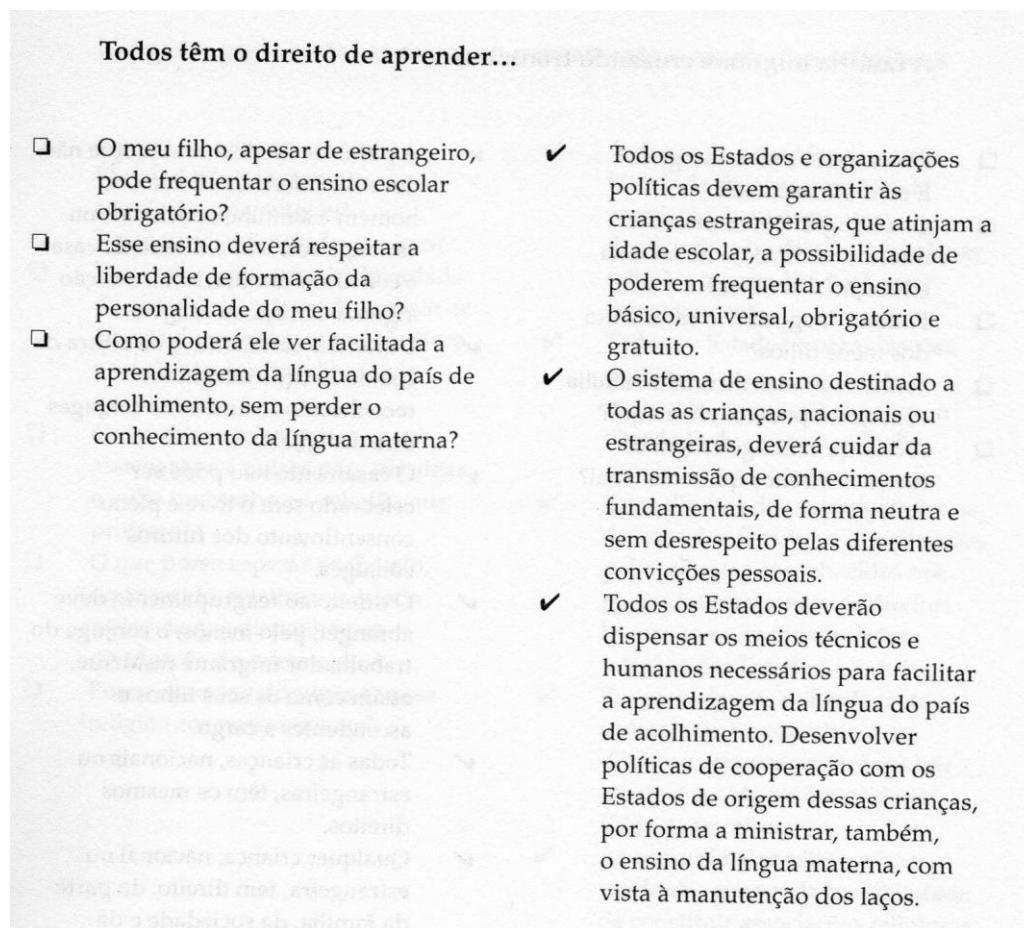 Todos têm o direito de aprender...
❏ O meu filho, apesar de estrangeiro,
pode frequentar o ensino escolar
obrigatório?
❏ Esse ensino deverá respeitar a
liberdade de formação da
personalidade do meu filho?
❏ Como poderá ele ver facilitada a
aprendizagem da língua do país de
acolhimento, sem perder o
conhecimento da língua materna?
✔ Todos os Estados e organizações
políticas devem garantir às
crianças estrangeiras, que atinjam a
idade escolar, a possibilidade de
poderem frequentar o ensino
básico, universal, obrigatório e
gratuito.
✔ O sistema de ensino destinado a
todas as crianças, nacionais ou
estrangeiras, deverá cuidar da
transmissão de conhecimentos
fundamentais, de forma neutra e
sem desrespeito pelas diferentes
convicções pessoais.
✔ Todos os Estados deverão
dispensar os meios técnicos e
humanos necessários para facilitar
a aprendizagem da língua do país
de acolhimento. Desenvolver
políticas de cooperação com os
Estados de origem dessas crianças,
por forma a ministrar, também,
o ensino da língua materna, com
vista à manutenção dos laços.